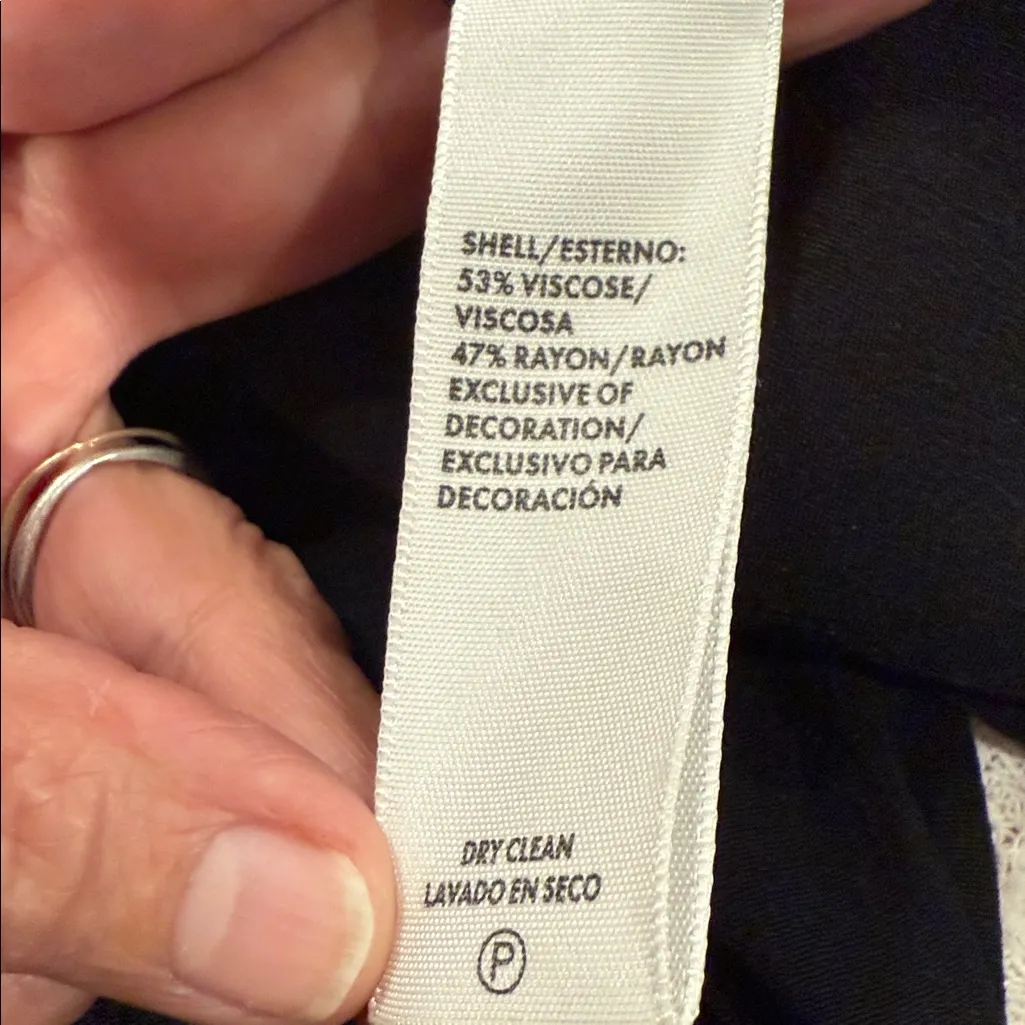 SHELL/ESTERNO:
53% VISCOSE/
VISCOSA
47% RAYON/RAYON
EXCLUSIVE OF
DECORATION/
EXCLUSIVO PARA
DECORACIÓN
DRY CLEAN
LAVADO EN SECO
P